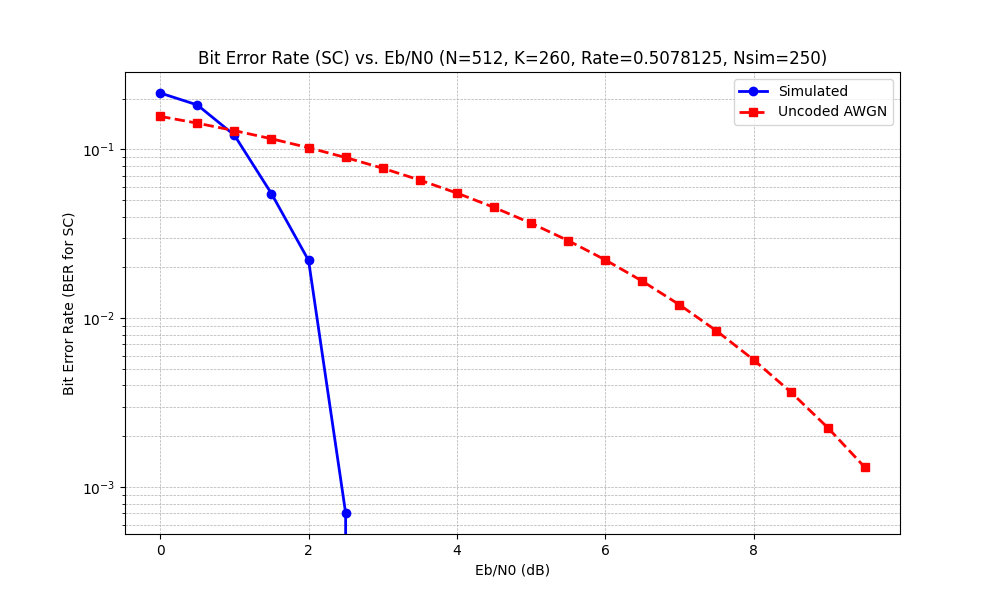 Bit Error Rate (SC) vs. Eb/N0 (N=512, K=260, Rate=0.5078125, Nsim=250)
Simulated
Uncoded AWGN
Bit Error Rate (BER for SC)
10⁻¹
10⁻²
10⁻³
0 2 4 6 8
Eb/N0 (dB)